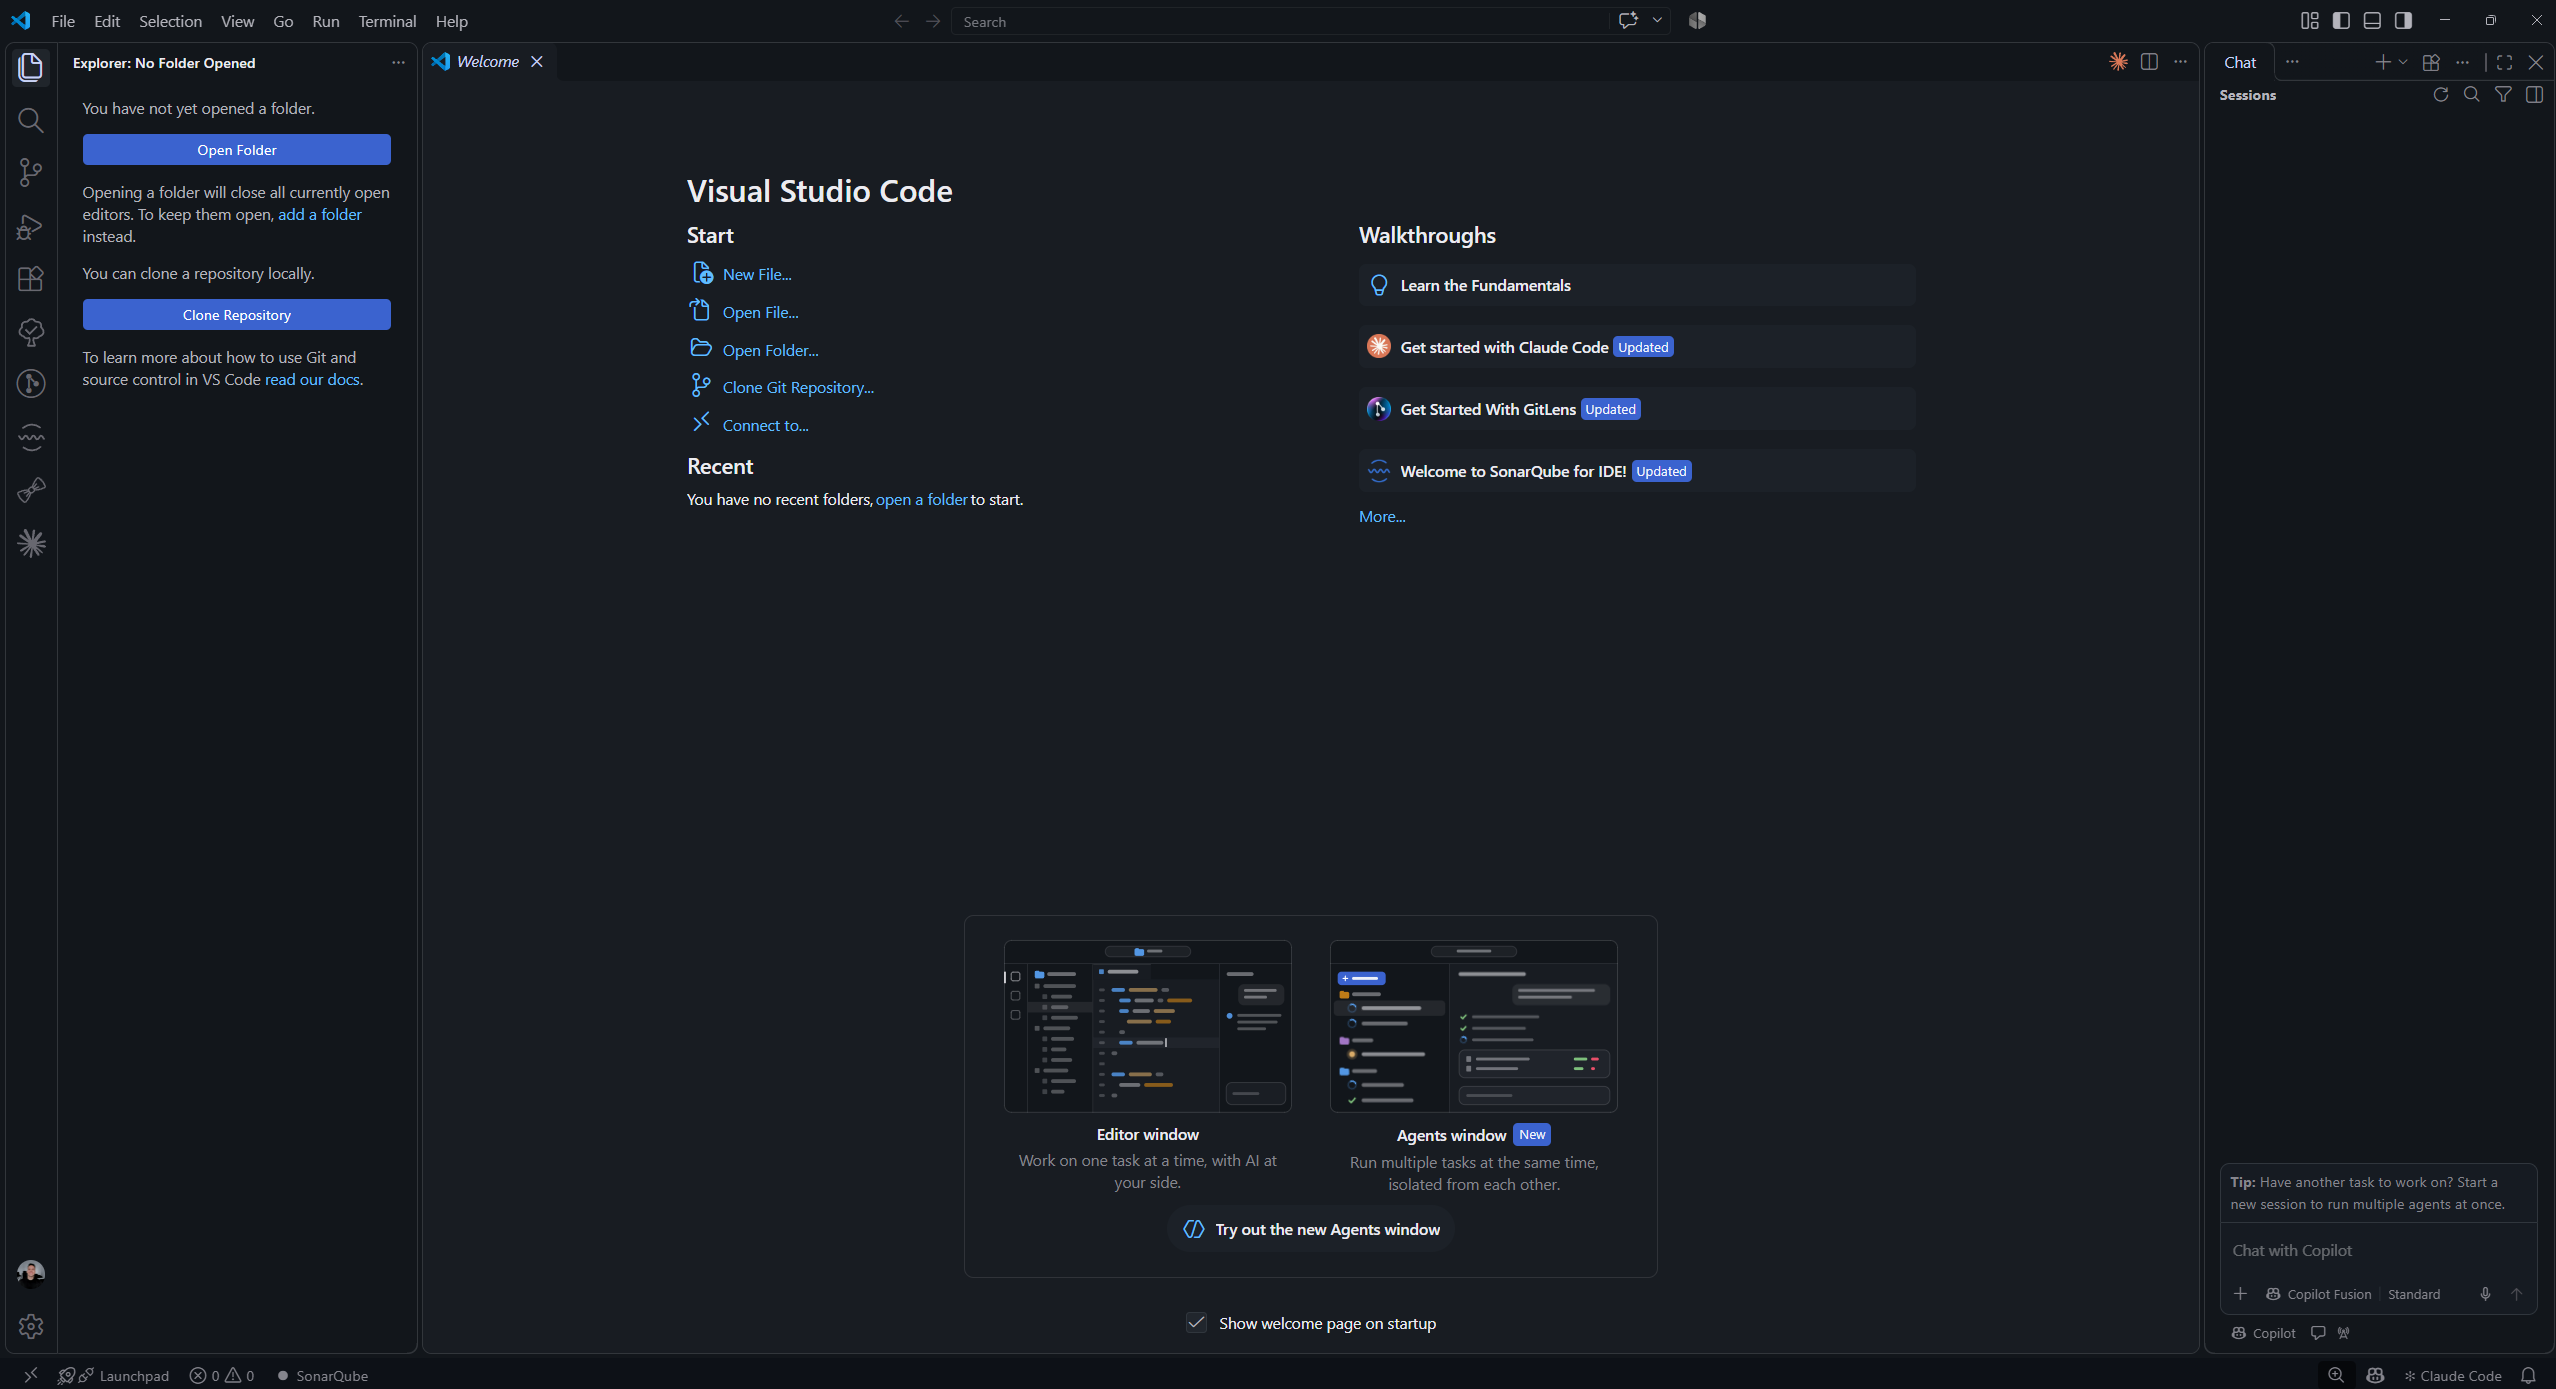 File Edit Selection View Go Run Terminal Help
Search
Explorer: No Folder Opened
You have not yet opened a folder.
Open Folder
Opening a folder will close all currently open
editors. To keep them open, add a folder
instead.
You can clone a repository locally.
Clone Repository
To learn more about how to use Git and
source control in VS Code read our docs.
Welcome
Visual Studio Code
Start
New File...
Open File...
Open Folder...
Clone Git Repository...
Connect to...
Recent
You have no recent folders, open a folder to start.
Walkthroughs
Learn the Fundamentals
Get started with Claude Code Updated
Get Started With GitLens Updated
Welcome to SonarQube for IDE! Updated
More...
Editor window
Work on one task at a time, with AI at
your side.
Agents window New
Run multiple tasks at the same time,
isolated from each other.
Try out the new Agents window
Show welcome page on startup
Chat
Sessions
Tip: Have another task to work on? Start a
new session to run multiple agents at once.
Chat with Copilot
Copilot Fusion Standard
Copilot
Launchpad 0 0 SonarQube
Claude Code